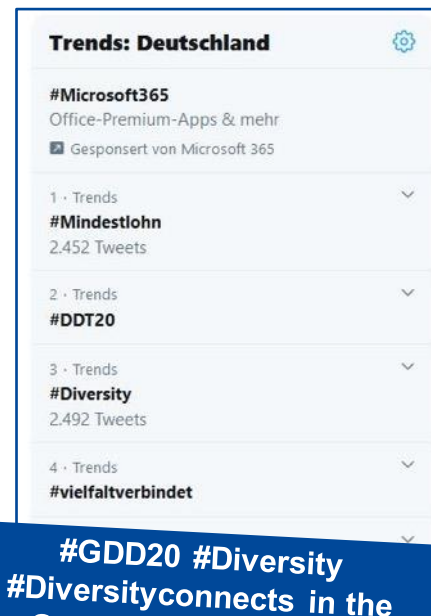 Trends: Deutschland
#Microsoft365
Office-Premium-Apps & mehr
Gesponsert von Microsoft 365
1 · Trends
#Mindestlohn
2.452 Tweets
2 · Trends
#DDT20
3 · Trends
#Diversity
2.492 Tweets
4 · Trends
#vielfaltverbindet
#GDD20 #Diversity
#Diversityconnects in the